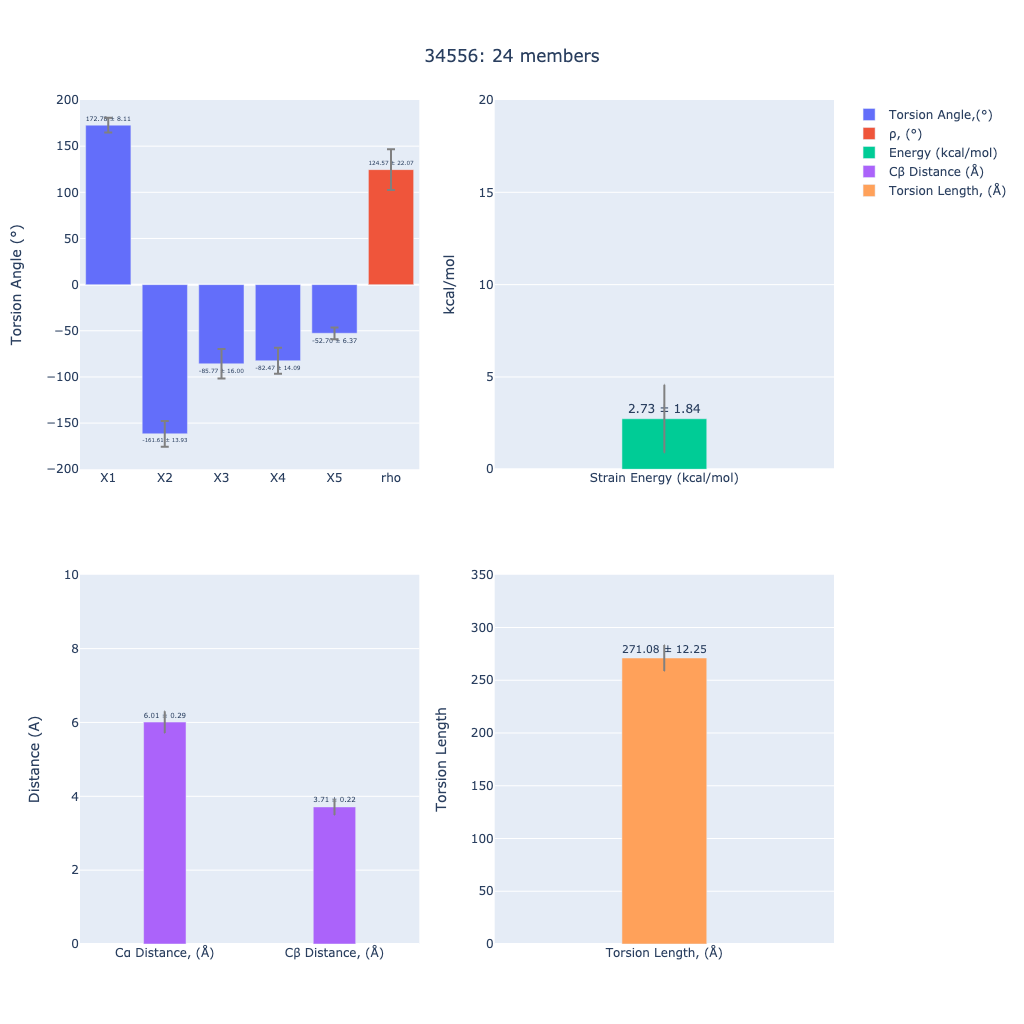 34556: 24 members
Torsion Angle (°)
200
150
100
50
0
−50
−100
−150
−200
-161.61 ± 13.93
-85.77 ± 16.00
-82.47 ± 14.09
-52.70 ± 6.37
124.57 ± 22.07
X1
X2
X3
X4
X5
rho
kcal/mol
20
15
10
5
0
2.73 ± 1.84
Strain Energy (kcal/mol)
Torsion Angle,(°)
ρ, (°)
Energy (kcal/mol)
Cβ Distance (Å)
Torsion Length, (Å)
Distance (A)
10
8
6
4
2
0
6.01 ± 0.29
3.71 ± 0.22
Cα Distance, (Å)
Cβ Distance, (Å)
Torsion Length
350
300
250
200
150
100
50
0
271.08 ± 12.25
Torsion Length, (Å)